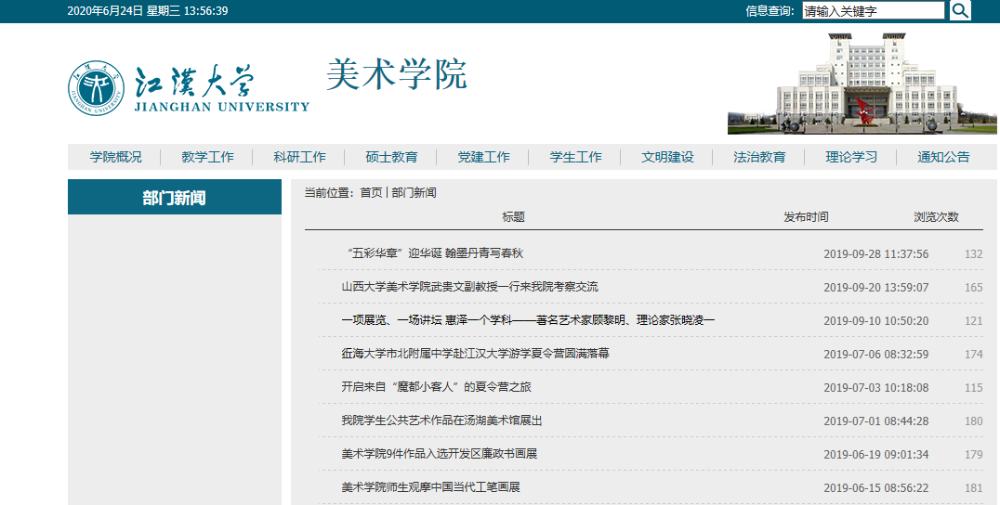 2020年6月24日 星期三 13:56:39
信息查询: 请输入关键字
江汉大学
JIANGHAN UNIVERSITY
美术学院
学院概况 教学工作 科研工作 硕士教育 党建工作 学生工作 文明建设 法治教育 理论学习 通知公告
部门新闻
当前位置: 首页 | 部门新闻
标题 发布时间 浏览次数
“五彩华章”迎华诞 翰墨丹青写春秋 2019-09-28 11:37:56 132
山西大学美术学院武贵文副教授一行来我院考察交流 2019-09-20 13:59:07 165
一项展览、一场讲坛 惠泽一个学科——著名艺术家顾黎明、理论家张晓凌一 2019-09-10 10:50:20 121
海大学市北附属中学赴江汉大学游学夏令营圆满落幕 2019-07-06 08:32:59 174
开启来自“魔都小客人”的夏令营之旅 2019-07-03 10:18:08 115
我院学生公共艺术作品在汤湖美术馆展出 2019-07-01 08:44:28 180
美术学院9件作品入选开发区廉政书画展 2019-06-19 09:01:34 179
美术学院师生观摩中国当代工笔画展 2019-06-15 08:56:22 181